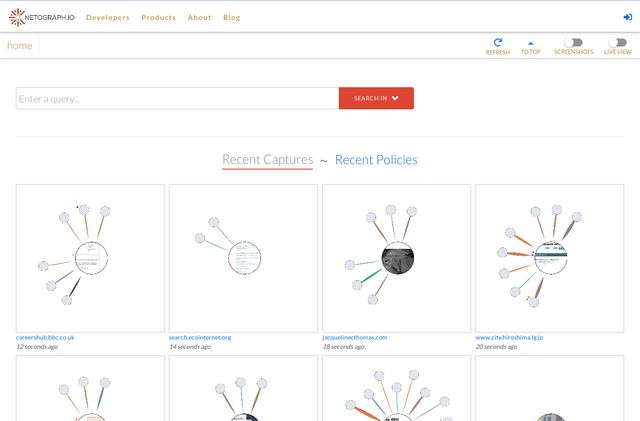 NETOGRAPH.IO Developers Products About Blog
home
REFRESH TO TOP SCREENSHOTS LIVE VIEW
Enter a query... SEARCH IN
Recent Captures ~ Recent Policies
careershub.bbc.co.uk search.ecointernet.org jacquelinecthomas.com www.city.hiroshima.lg.jp
12 seconds ago 14 seconds ago 18 seconds ago 20 seconds ago